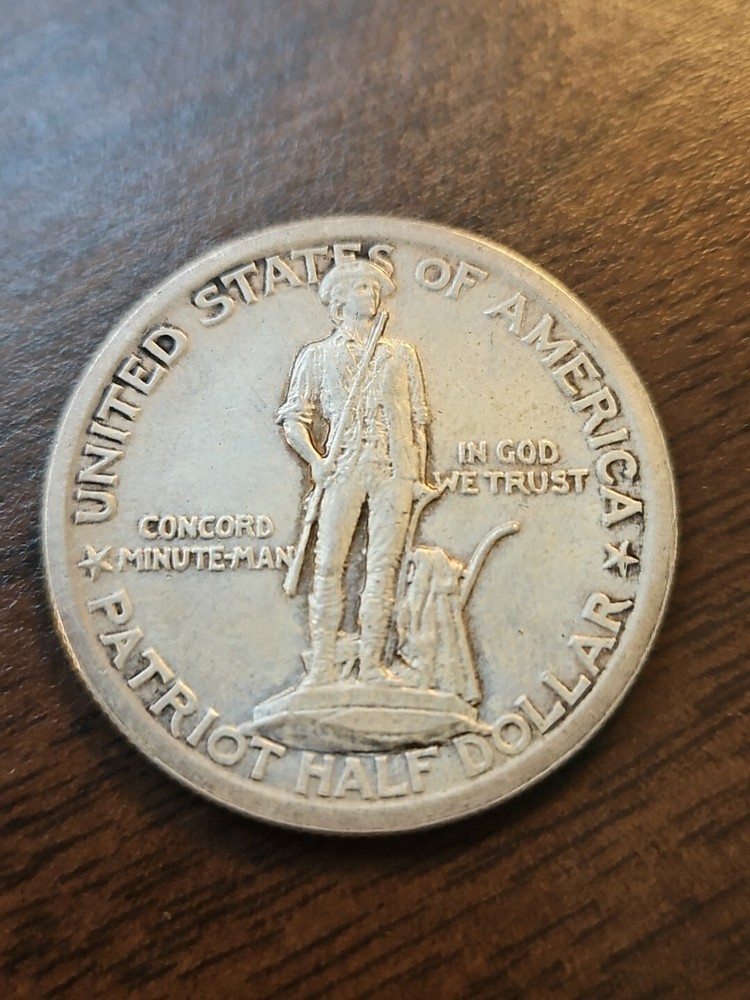 UNITED STATES OF AMERICA
IN GOD
WE TRUST
CONCORD
MINUTE-MAN
PATRIOT HALF DOLLAR